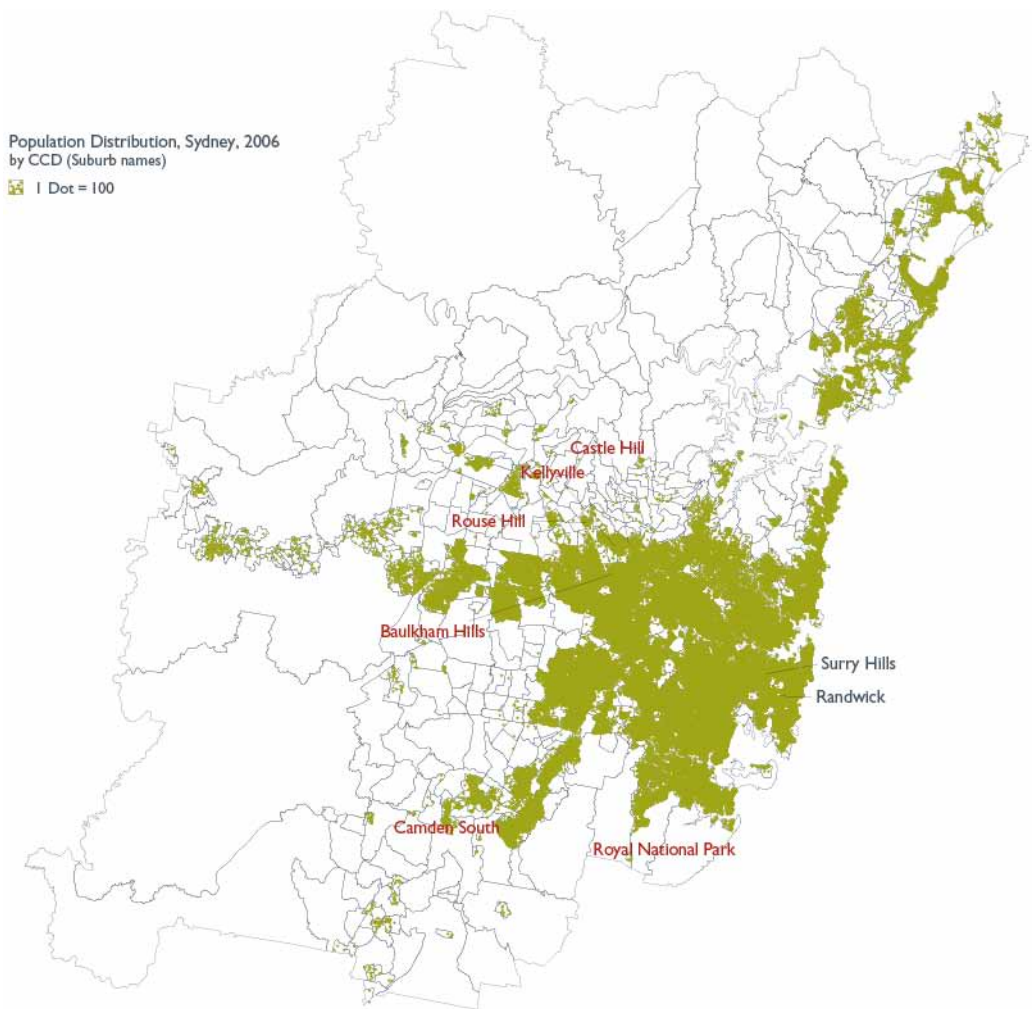 Population Distribution, Sydney, 2006
by CCD (Suburb names)
1 Dot = 100
Castle Hill
Kellyville
Rouse Hill
Baulkham Hills
Surry Hills
Randwick
Camden South
Royal National Park